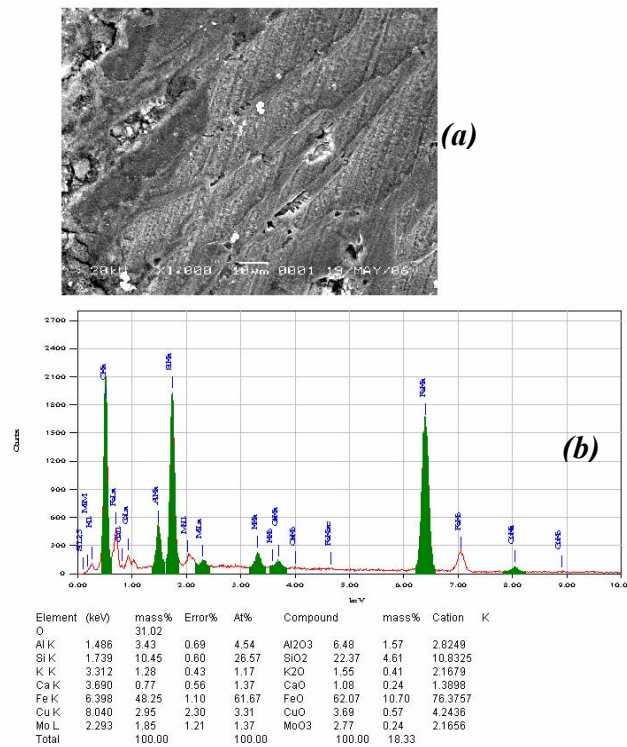 (a)
20kU X1,000 10µm 0001 19/MAY/06
(b)
2700
2400
2100
1800
1500
1200
900
600
300
0
Counts
0.00 1.00 2.00 3.00 4.00 5.00 6.00 7.00 8.00 9.00 10.0
keV
Element (keV) mass% Error% At% Compound mass% Cation K
O 31.02
Al K 1.486 3.43 0.69 4.54 Al2O3 6.48 1.57 2.8249
Si K 1.739 10.45 0.60 26.57 SiO2 22.37 4.61 10.8325
K K 3.312 1.28 0.43 1.17 K2O 1.55 0.41 2.1679
Ca K 3.690 0.77 0.56 1.37 CaO 1.08 0.24 1.3898
Fe K 6.398 48.25 1.10 61.67 FeO 62.07 10.70 76.3757
Cu K 8.040 2.95 2.30 3.31 CuO 3.69 0.57 4.2436
Mo L 2.293 1.85 1.21 1.37 MoO3 2.77 0.24 2.1656
Total 100.00 100.00 100.00 18.33